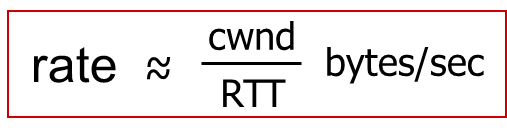 rate ≈ cwnd / RTT bytes/sec